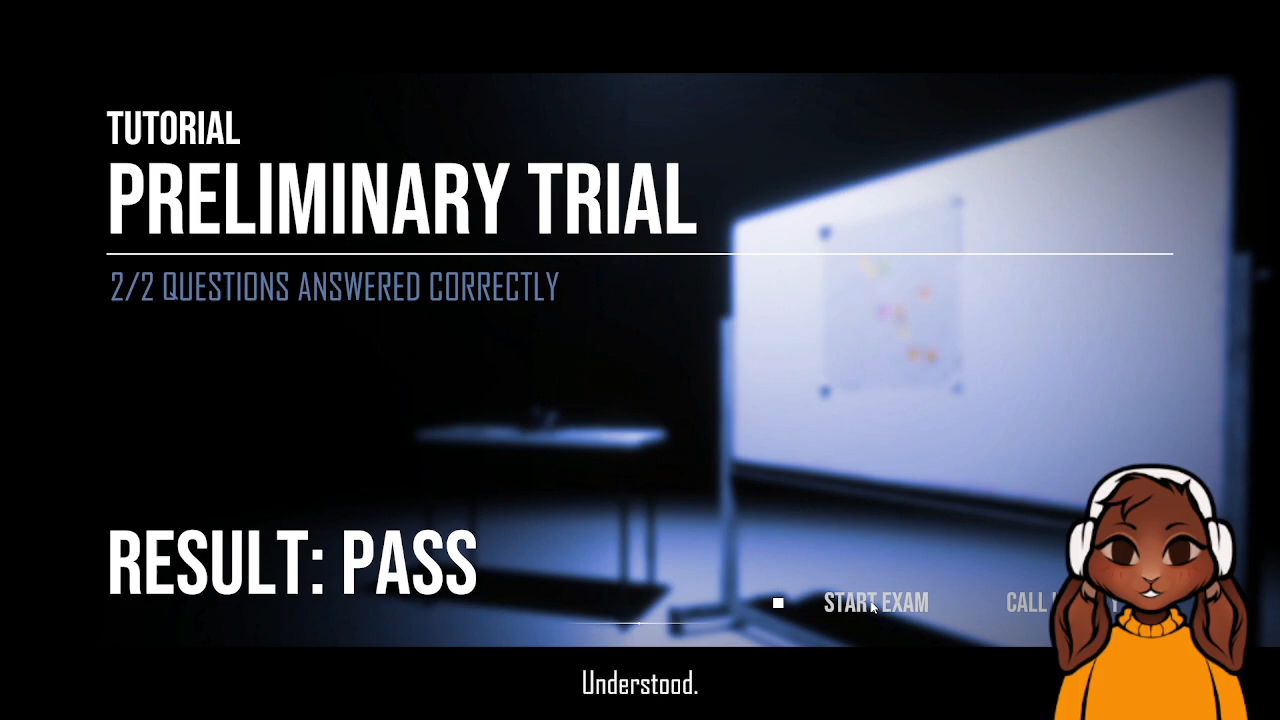 TUTORIAL
PRELIMINARY TRIAL
2/2 QUESTIONS ANSWERED CORRECTLY
RESULT: PASS
START EXAM
CALL
Understood.